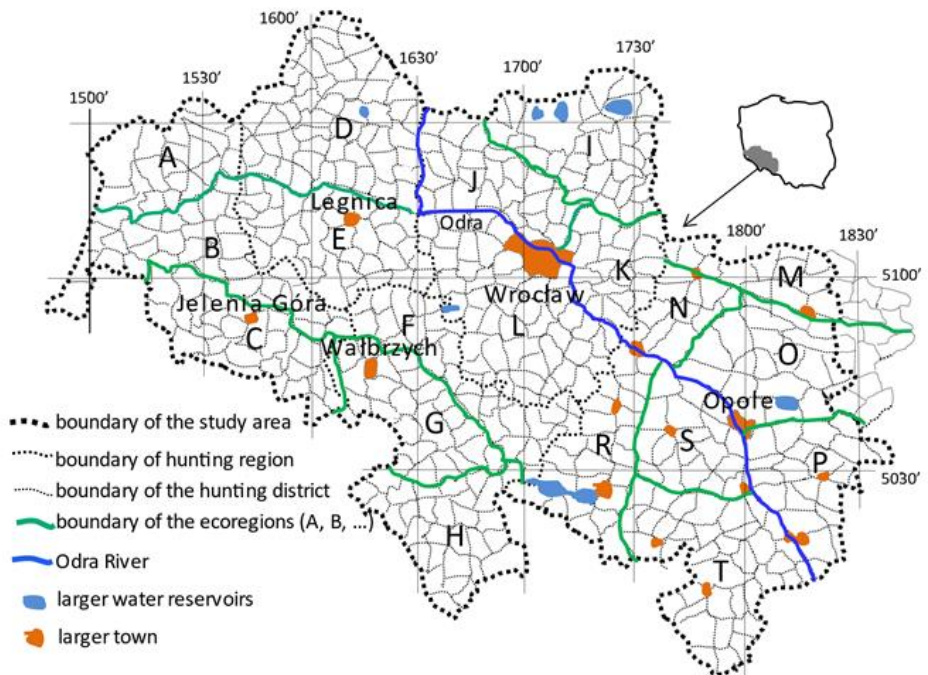 1600'
1730'
1630'
1700'
1530'
1500'
D
I
A
J
Legnica
Odra
E
1800'
1830'
B
K
M
5100'
Jelenia Góra
Wrocław
N
C
F
L
Wałbrzych
O
Opole
boundary of the study area
G
R
S
boundary of hunting region
P
5030'
boundary of the hunting district
boundary of the ecoregions (A, B, ...)
H
Odra River
T
larger water reservoirs
larger town